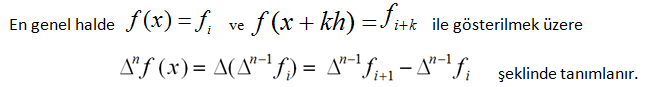 En genel halde f(x) = f_i ve f(x + kh) = f_{i+k} ile gösterilmek üzere
Δ^n f(x) = Δ(Δ^{n-1} f_i) = Δ^{n-1} f_{i+1} − Δ^{n-1} f_i şeklinde tanımlanır.